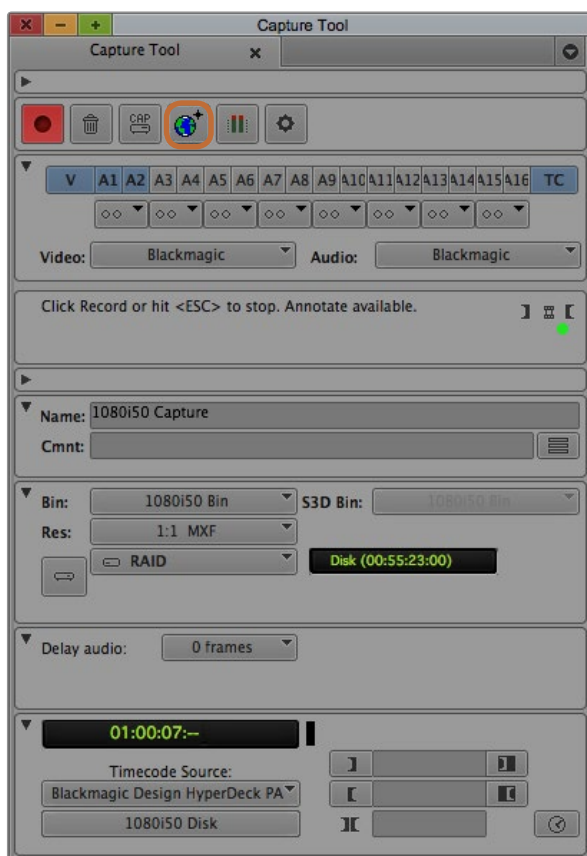 Capture Tool
Capture Tool
CAP
V A1 A2 A3 A4 A5 A6 A7 A8 A9 A10 A11 A12 A13 A14 A15 A16 TC
Video: Blackmagic Audio: Blackmagic
Click Record or hit <ESC> to stop. Annotate available.
Name: 1080i50 Capture
Cmnt:
Bin: 1080i50 Bin S3D Bin: 1080i50 Bin
Res: 1:1 MXF
RAID Disk (00:55:23:00)
Delay audio: 0 frames
01:00:07:--
Timecode Source:
Blackmagic Design HyperDeck PA
1080i50 Disk